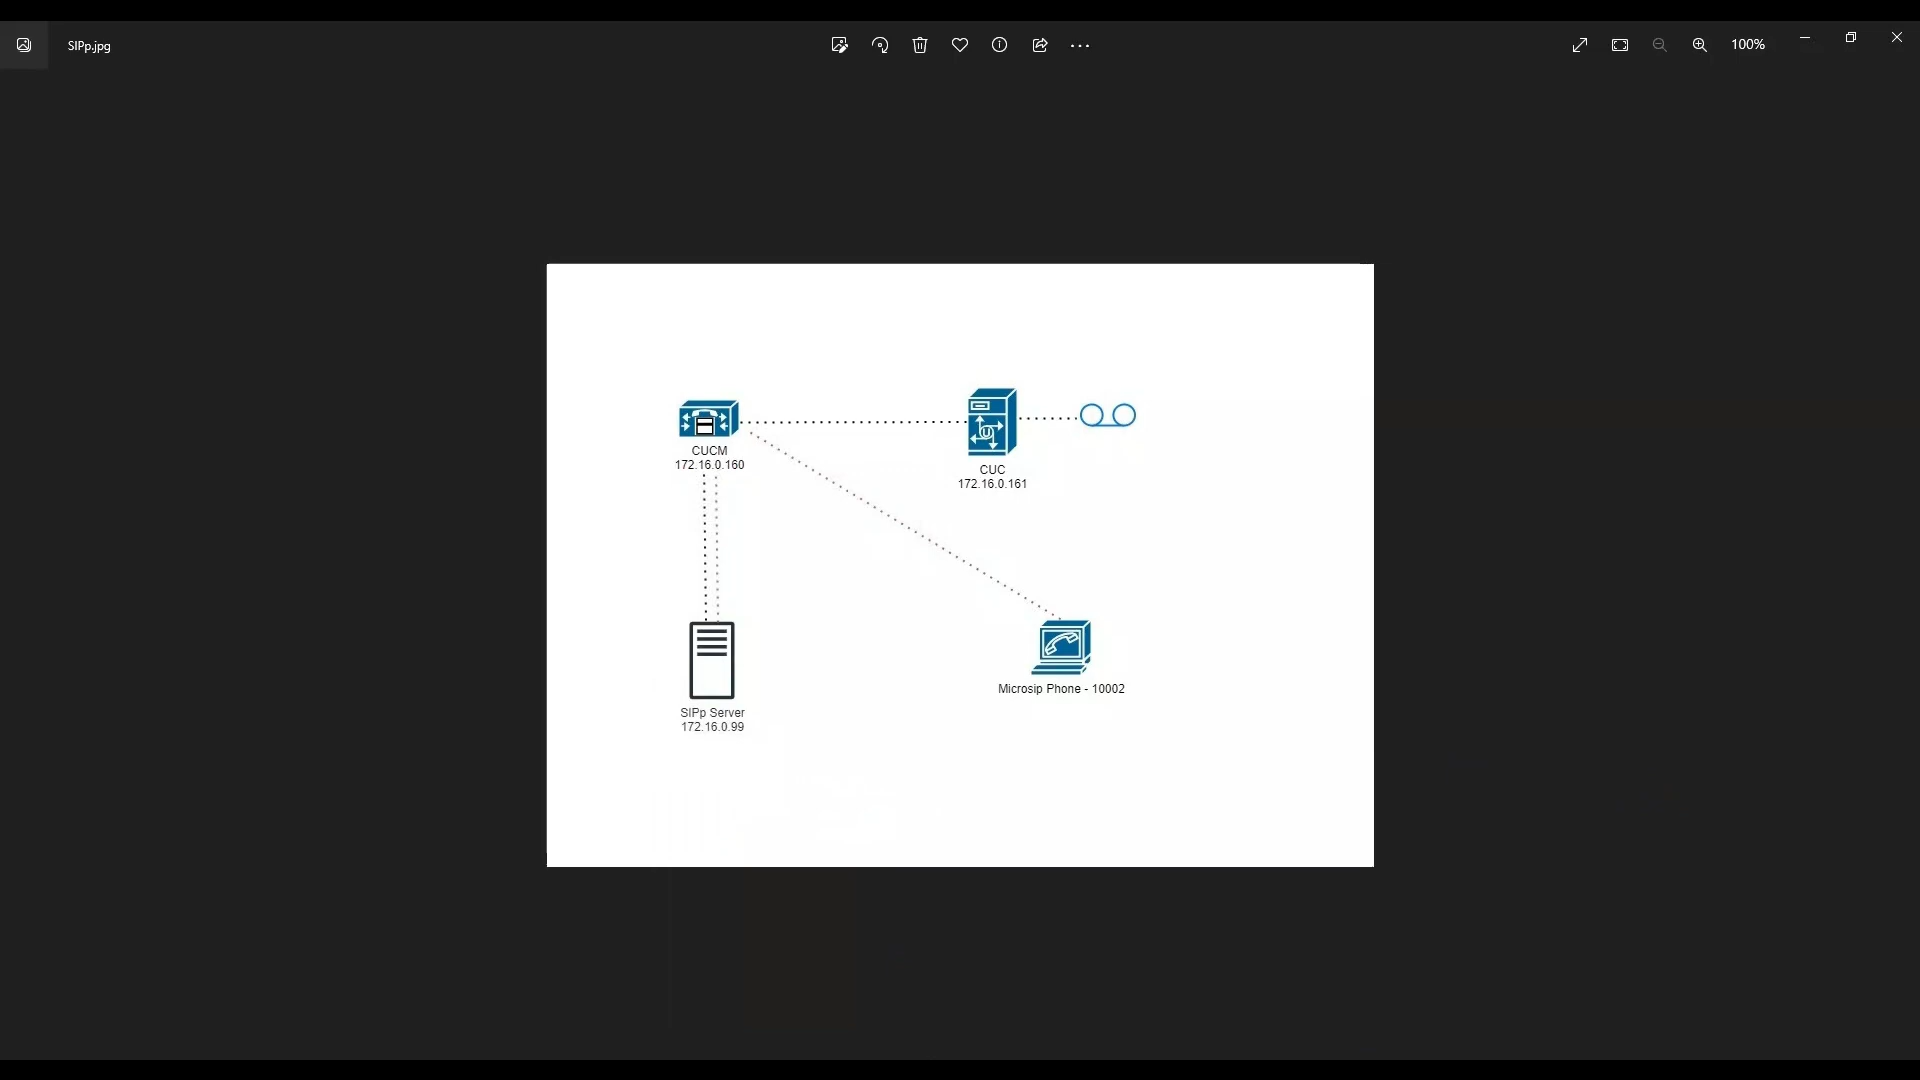 SIPp.jpg
100%
CUCM
172.16.0.160
CUC
172.16.0.161
Microsip Phone - 10002
SIPp Server
172.16.0.99